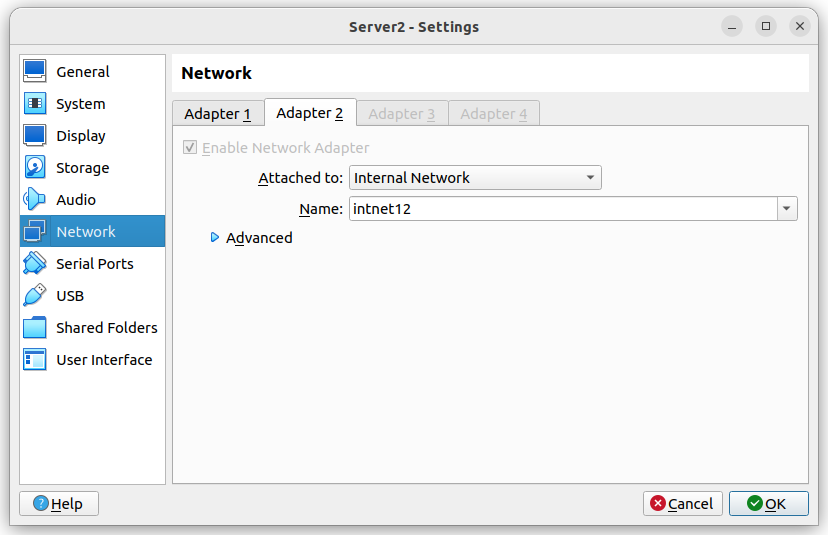 Server2 - Settings
General
System
Display
Storage
Audio
Network
Serial Ports
USB
Shared Folders
User Interface
Network
Adapter 1 Adapter 2 Adapter 3 Adapter 4
Enable Network Adapter
Attached to: Internal Network
Name: intnet12
Advanced
Help Cancel OK